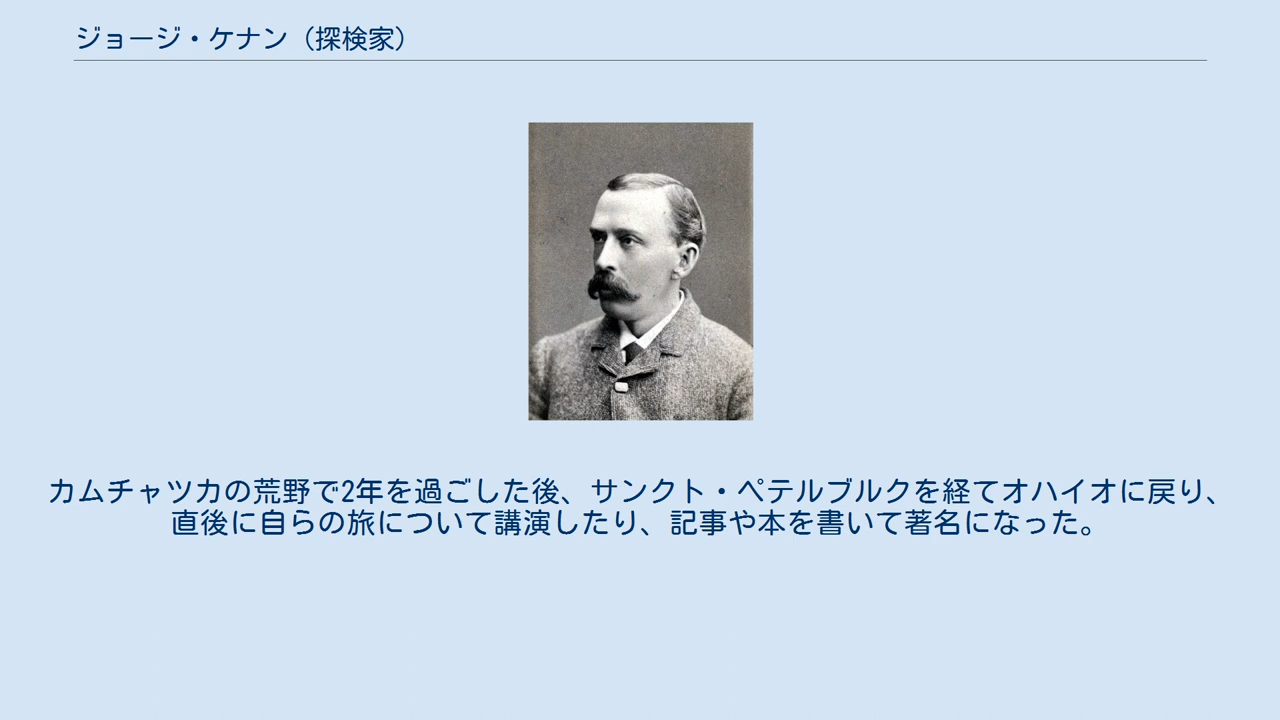 ジョージ・ケナン（探検家）
カムチャツカの荒野で2年を過ごした後、サンクト・ペテルブルクを経てオハイオに戻り、
直後に自らの旅について講演したり、記事や本を書いて著名になった。